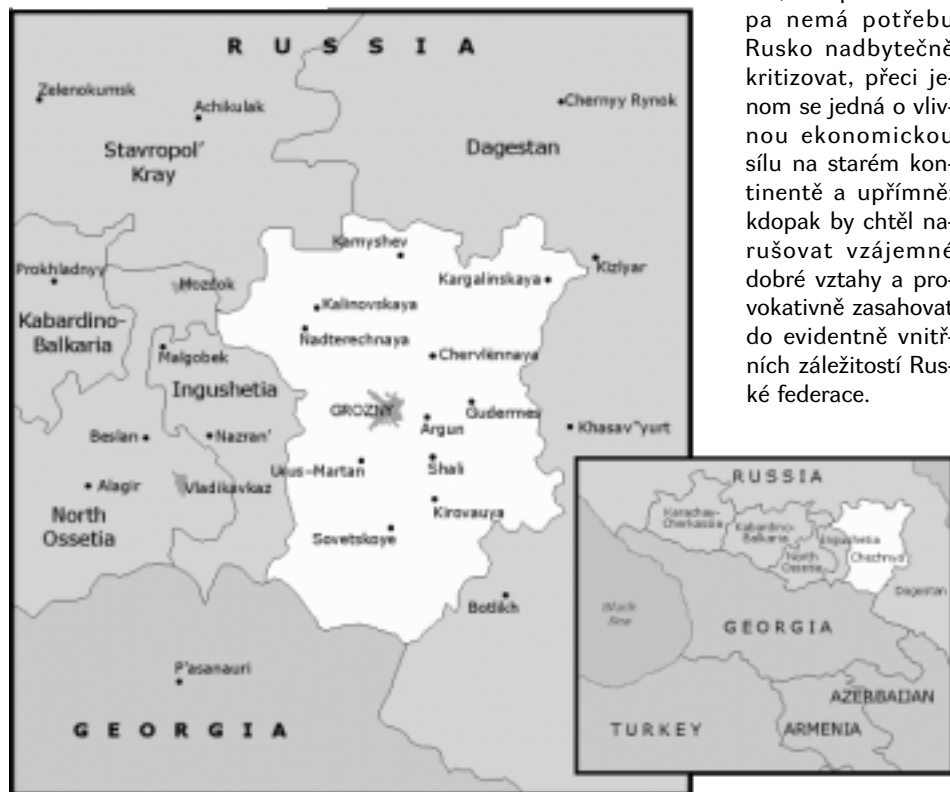 R U S S I A
Zelenokumsk
Achikulak
Chernyy Rynok
Stavropol'
Kray
Dagestan
Kamyshev
Prokhladnyy
Mozdok
Kargalinskaya
Kizlyar
Kalinovskaya
Kabardino-
Balkaria
Nadterechnaya
Malgobek
Chervlënnaya
Ingushetia
GROZNY
Gudermes
Argun
Khasav"yurt
Beslan
Nazran'
Urus-Martan
Shali
Alagir
Vladikavkaz
Kirovauya
North
Ossetia
Sovetskoye
Botlikh
P'asanauri
G E O R G I A
pa nemá potřebu
Rusko nadbytečně
kritizovat, přeci je-
nom se jedná o vliv-
nou ekonomickou
sílu na starém kon-
tinentě a upřímně:
kdopak by chtěl na-
rušovat vzájemné
dobré vztahy a pro-
vokativně zasahovat
do evidentně vnitř-
ních záležitostí Rus-
ké federace.
RUSSIA
Karachay-
Cherkassia
Kabardino-
Balkaria
Ingushetia
North
Ossetia
Chechnya
Dagestan
Black
Sea
GEORGIA
AZERBAIJAN
TURKEY
ARMENIA